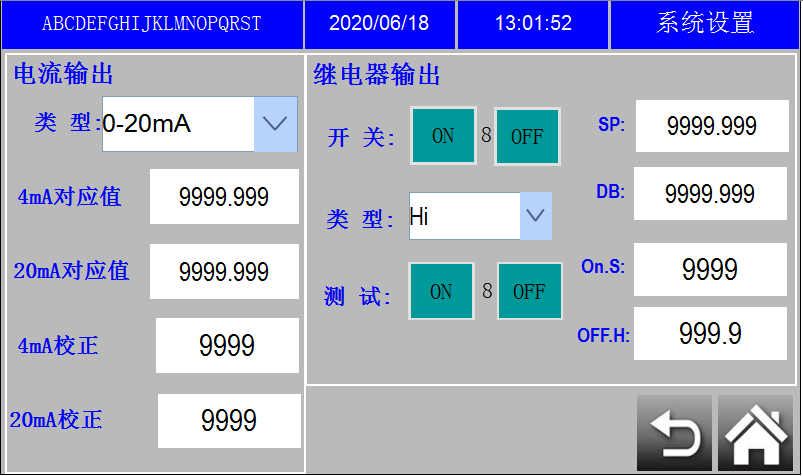 ABCDEFGHIJKLMNOPQRST 2020/06/18 13:01:52 系统设置
电流输出
类 型: 0-20mA
4mA对应值 9999.999
20mA对应值 9999.999
4mA校正 9999
20mA校正 9999
继电器输出
开 关: ON 8 OFF
类 型: Hi
测 试: ON 8 OFF
SP: 9999.999
DB: 9999.999
On.S: 9999
OFF.H: 999.9